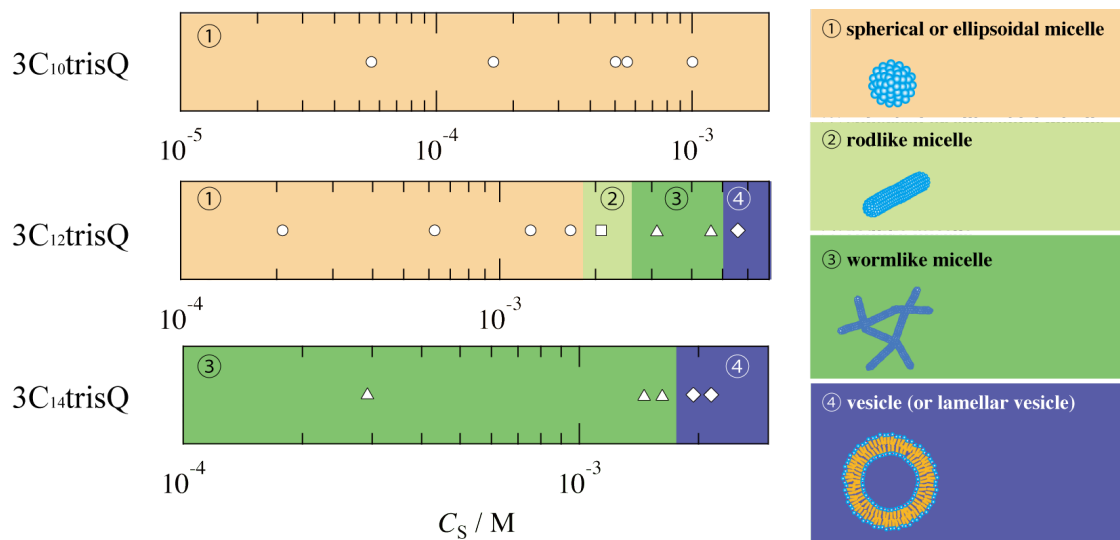 3C₁₀trisQ
①
10⁻⁵ 10⁻⁴ 10⁻³
3C₁₂trisQ
① ② ③ ④
10⁻⁴ 10⁻³
3C₁₄trisQ
③ ④
10⁻⁴ 10⁻³
C_S / M
① spherical or ellipsoidal micelle
② rodlike micelle
③ wormlike micelle
④ vesicle (or lamellar vesicle)